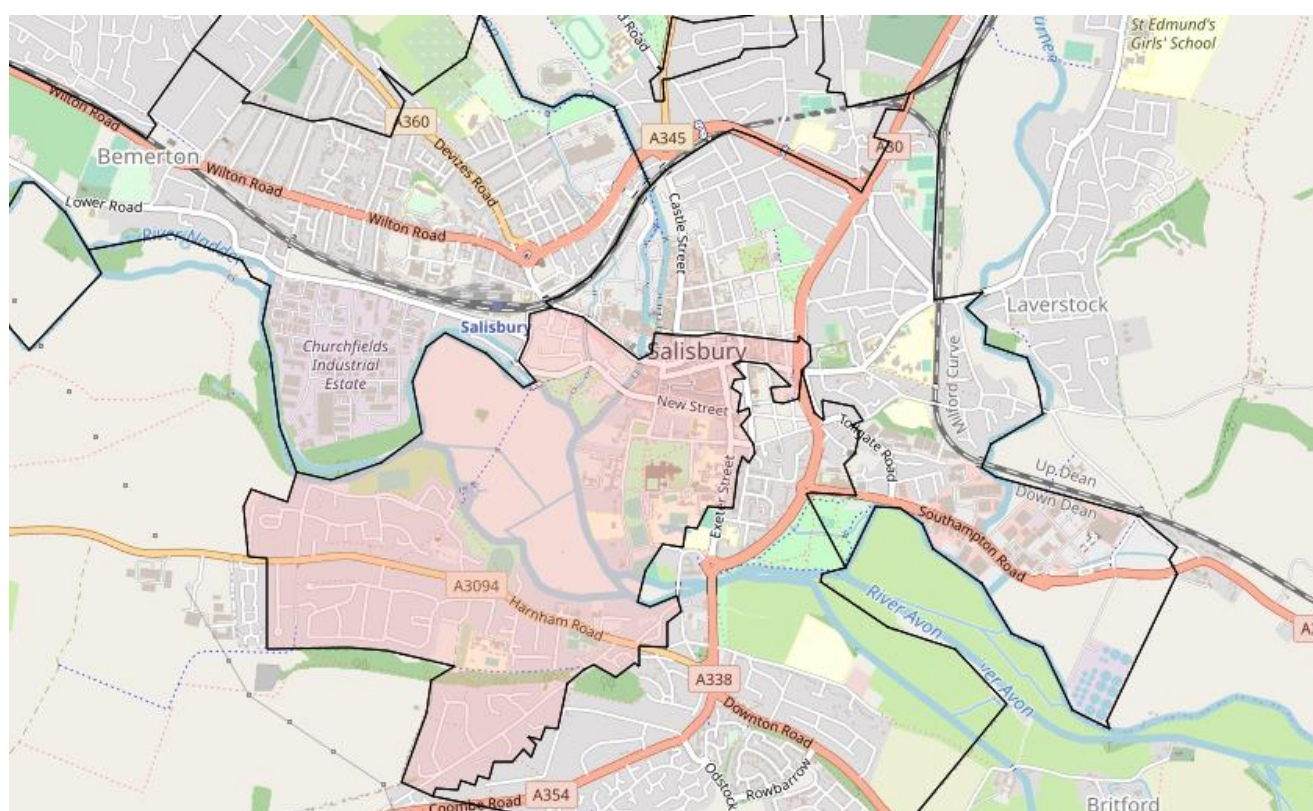 St Edmund's
Girls' School
Wilton Road
A360
A345
A30
Bemerton
Devizes Road
Wilton Road
Lower Road
Wilton Road
Castle Street
River Nadder
Laverstock
Salisbury
Churchfields
Industrial
Estate
Salisbury
Milford Curve
New Street
Tollgate Road
Up Dean
Down Dean
Exeter Street
Southampton Road
A3094
Harnham Road
River Avon
A338
Downton Road
Odstock
Rowbarrow
A354
Coombe Road
Britford